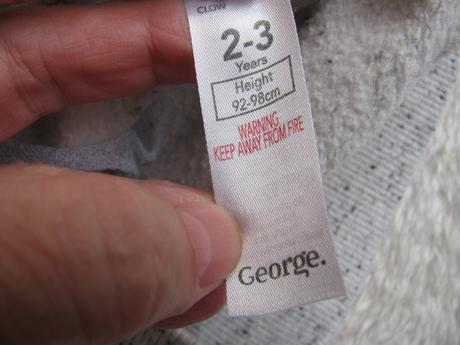 CLGW
2-3
Years
Height
92-98cm
WARNING
KEEP AWAY FROM FIRE
George.